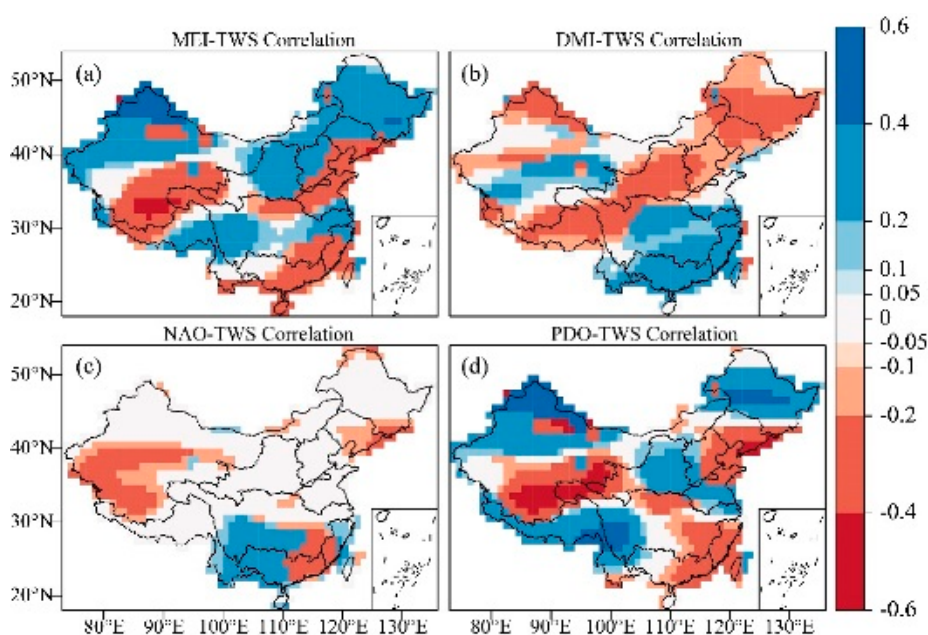 MEI-TWS Correlation
DMI-TWS Correlation
(a)
(b)
50°N
40°N
30°N
20°N
NAO-TWS Correlation
PDO-TWS Correlation
(c)
(d)
50°N
40°N
30°N
20°N
80°E 90°E 100°E 110°E 120°E 130°E
80°E 90°E 100°E 110°E 120°E 130°E
0.6
0.4
0.2
0.1
0.05
0
-0.05
-0.1
-0.2
-0.4
-0.6